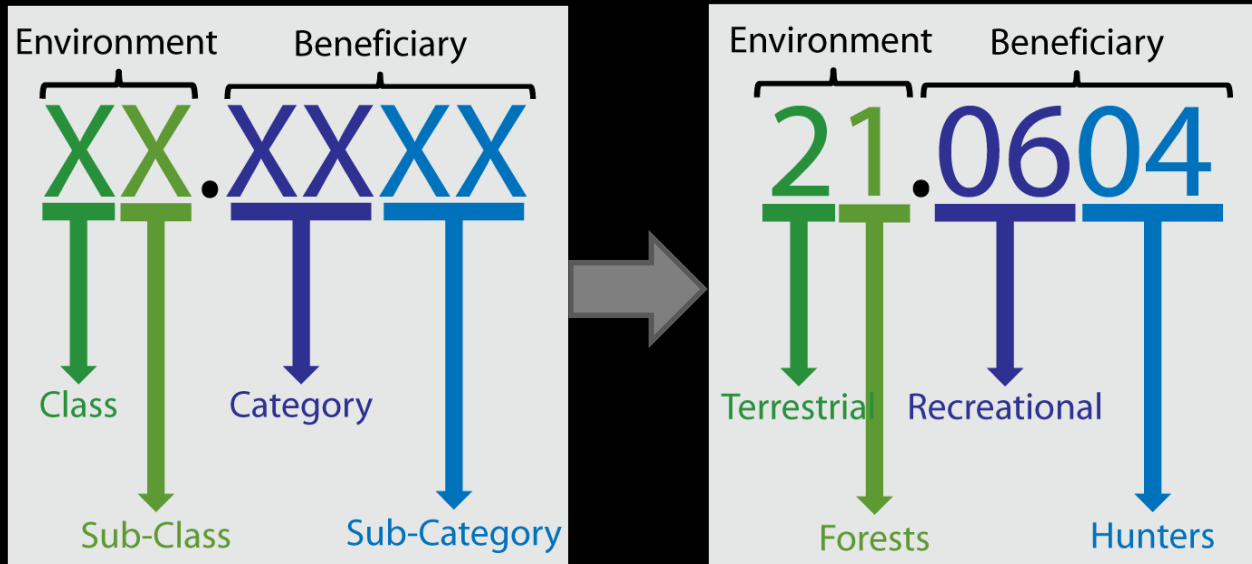 Environment
Beneficiary
XX.XXXX
Class
Category
Sub-Class
Sub-Category
Environment
Beneficiary
21.0604
Terrestrial
Recreational
Forests
Hunters